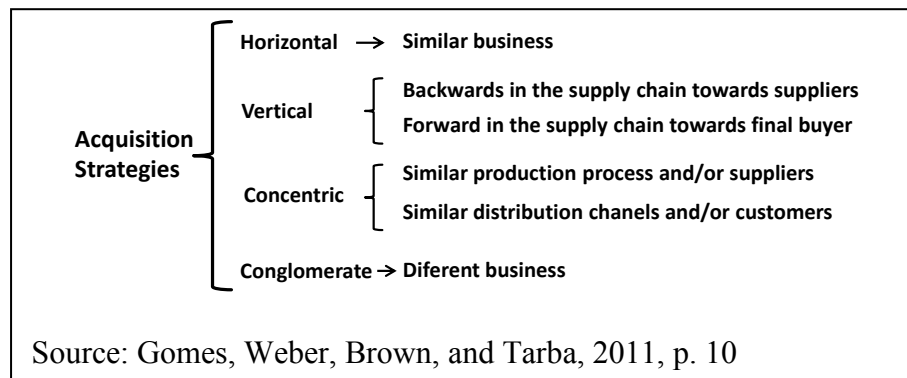 Horizontal → Similar business
Backwards in the supply chain towards suppliers
Vertical
Forward in the supply chain towards final buyer
Acquisition
Strategies
Similar production process and/or suppliers
Concentric
Similar distribution chanels and/or customers
Conglomerate → Diferent business
Source: Gomes, Weber, Brown, and Tarba, 2011, p. 10